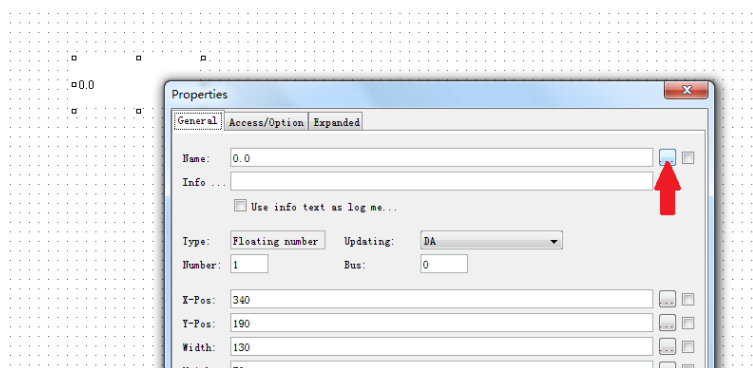 0.0
Properties
General Access/Option Expanded
Name: 0.0 ...
Info ...
Use info text as log me...
Type: Floating number Updating: DA
Number: 1 Bus: 0
X-Pos: 340 ...
Y-Pos: 190 ...
Width: 130 ...